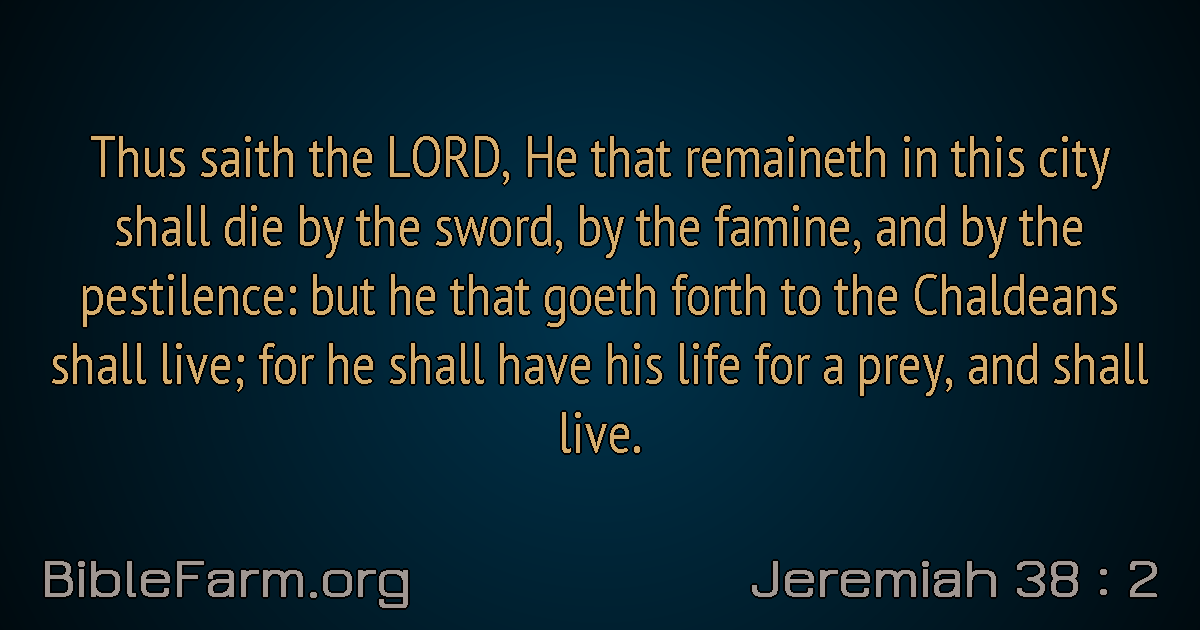 Thus saith the LORD, He that remaineth in this city
shall die by the sword, by the famine, and by the
pestilence: but he that goeth forth to the Chaldeans
shall live; for he shall have his life for a prey, and shall
live.
BibleFarm.org
Jeremiah 38 : 2